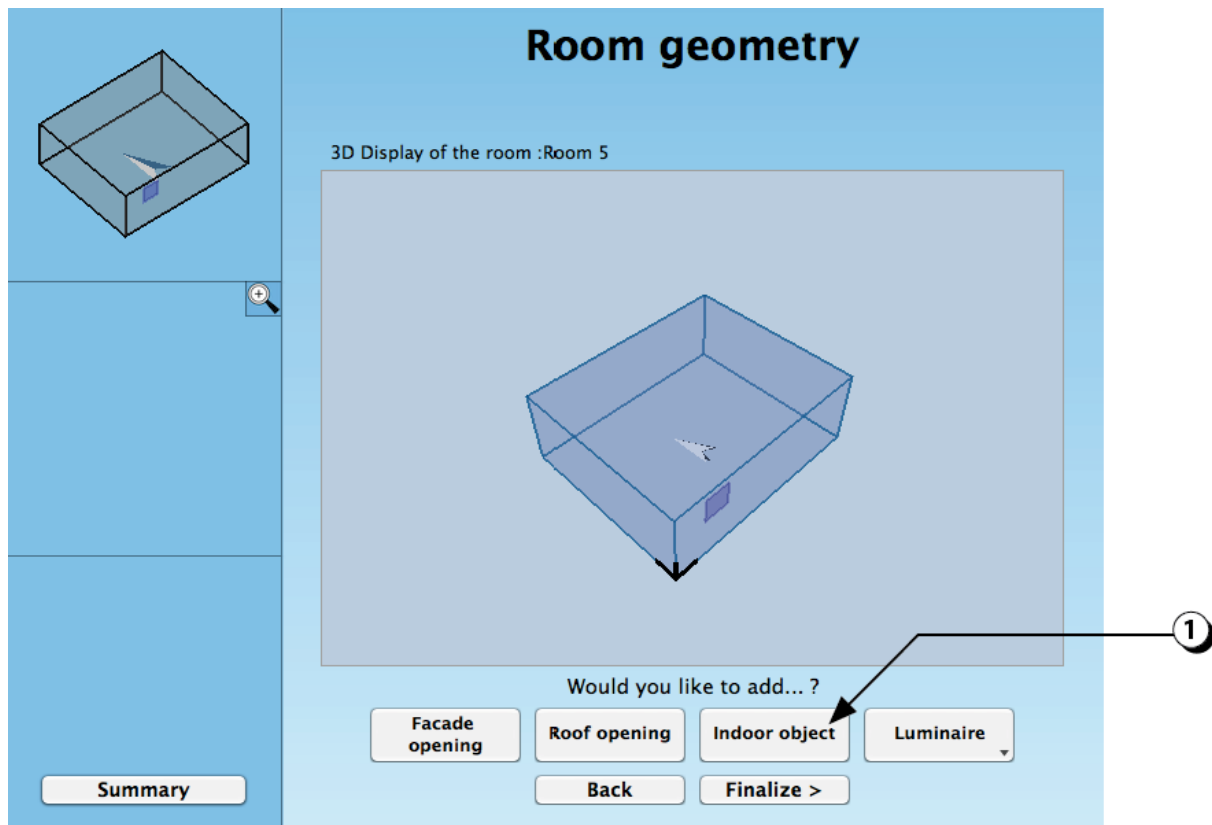 Room geometry
3D Display of the room :Room 5
1
Would you like to add... ?
Facade
opening
Roof opening
Indoor object
Luminaire
Summary
Back
Finalize >